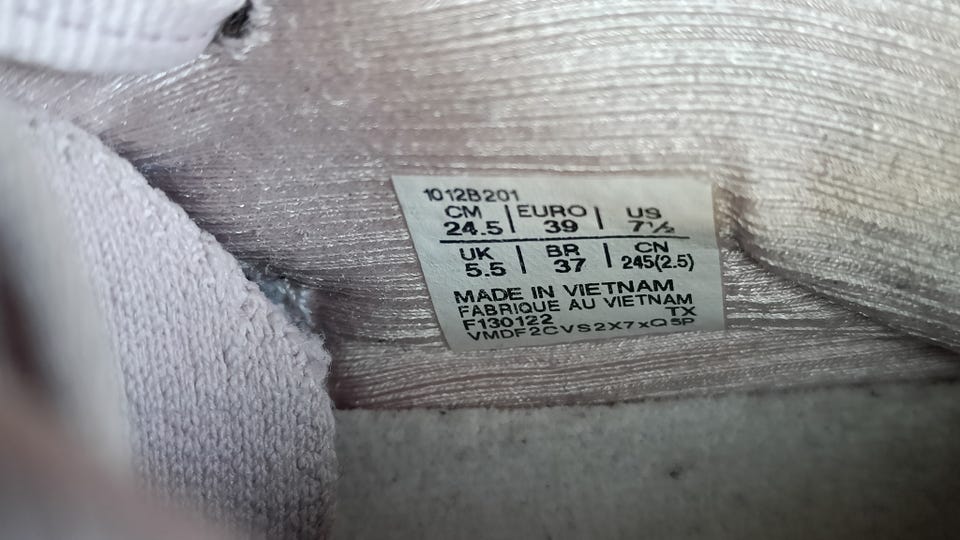 1012B201
CM | EURO | US
24.5 | 39 | 7½
UK | BR | CN
5.5 | 37 | 245(2.5)
MADE IN VIETNAM
FABRIQUE AU VIETNAM
F130122 TX
VMDF2CVS2X7xQ5P